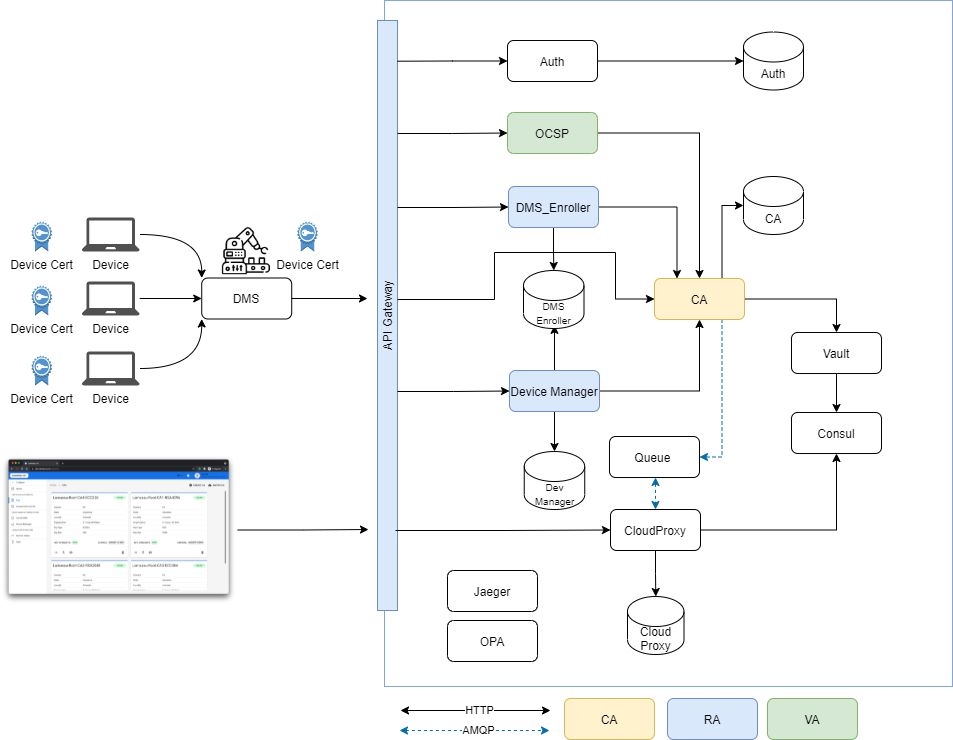 Auth
Auth
OCSP
DMS_Enroller
CA
Device Cert
Device
Device Cert
DMS
CA
DMS
Enroller
API Gateway
Device Cert
Device
Vault
Device Cert
Device
Device Manager
Consul
Queue
Dev
Manager
CloudProxy
Jaeger
OPA
Cloud
Proxy
HTTP
AMQP
CA
RA
VA